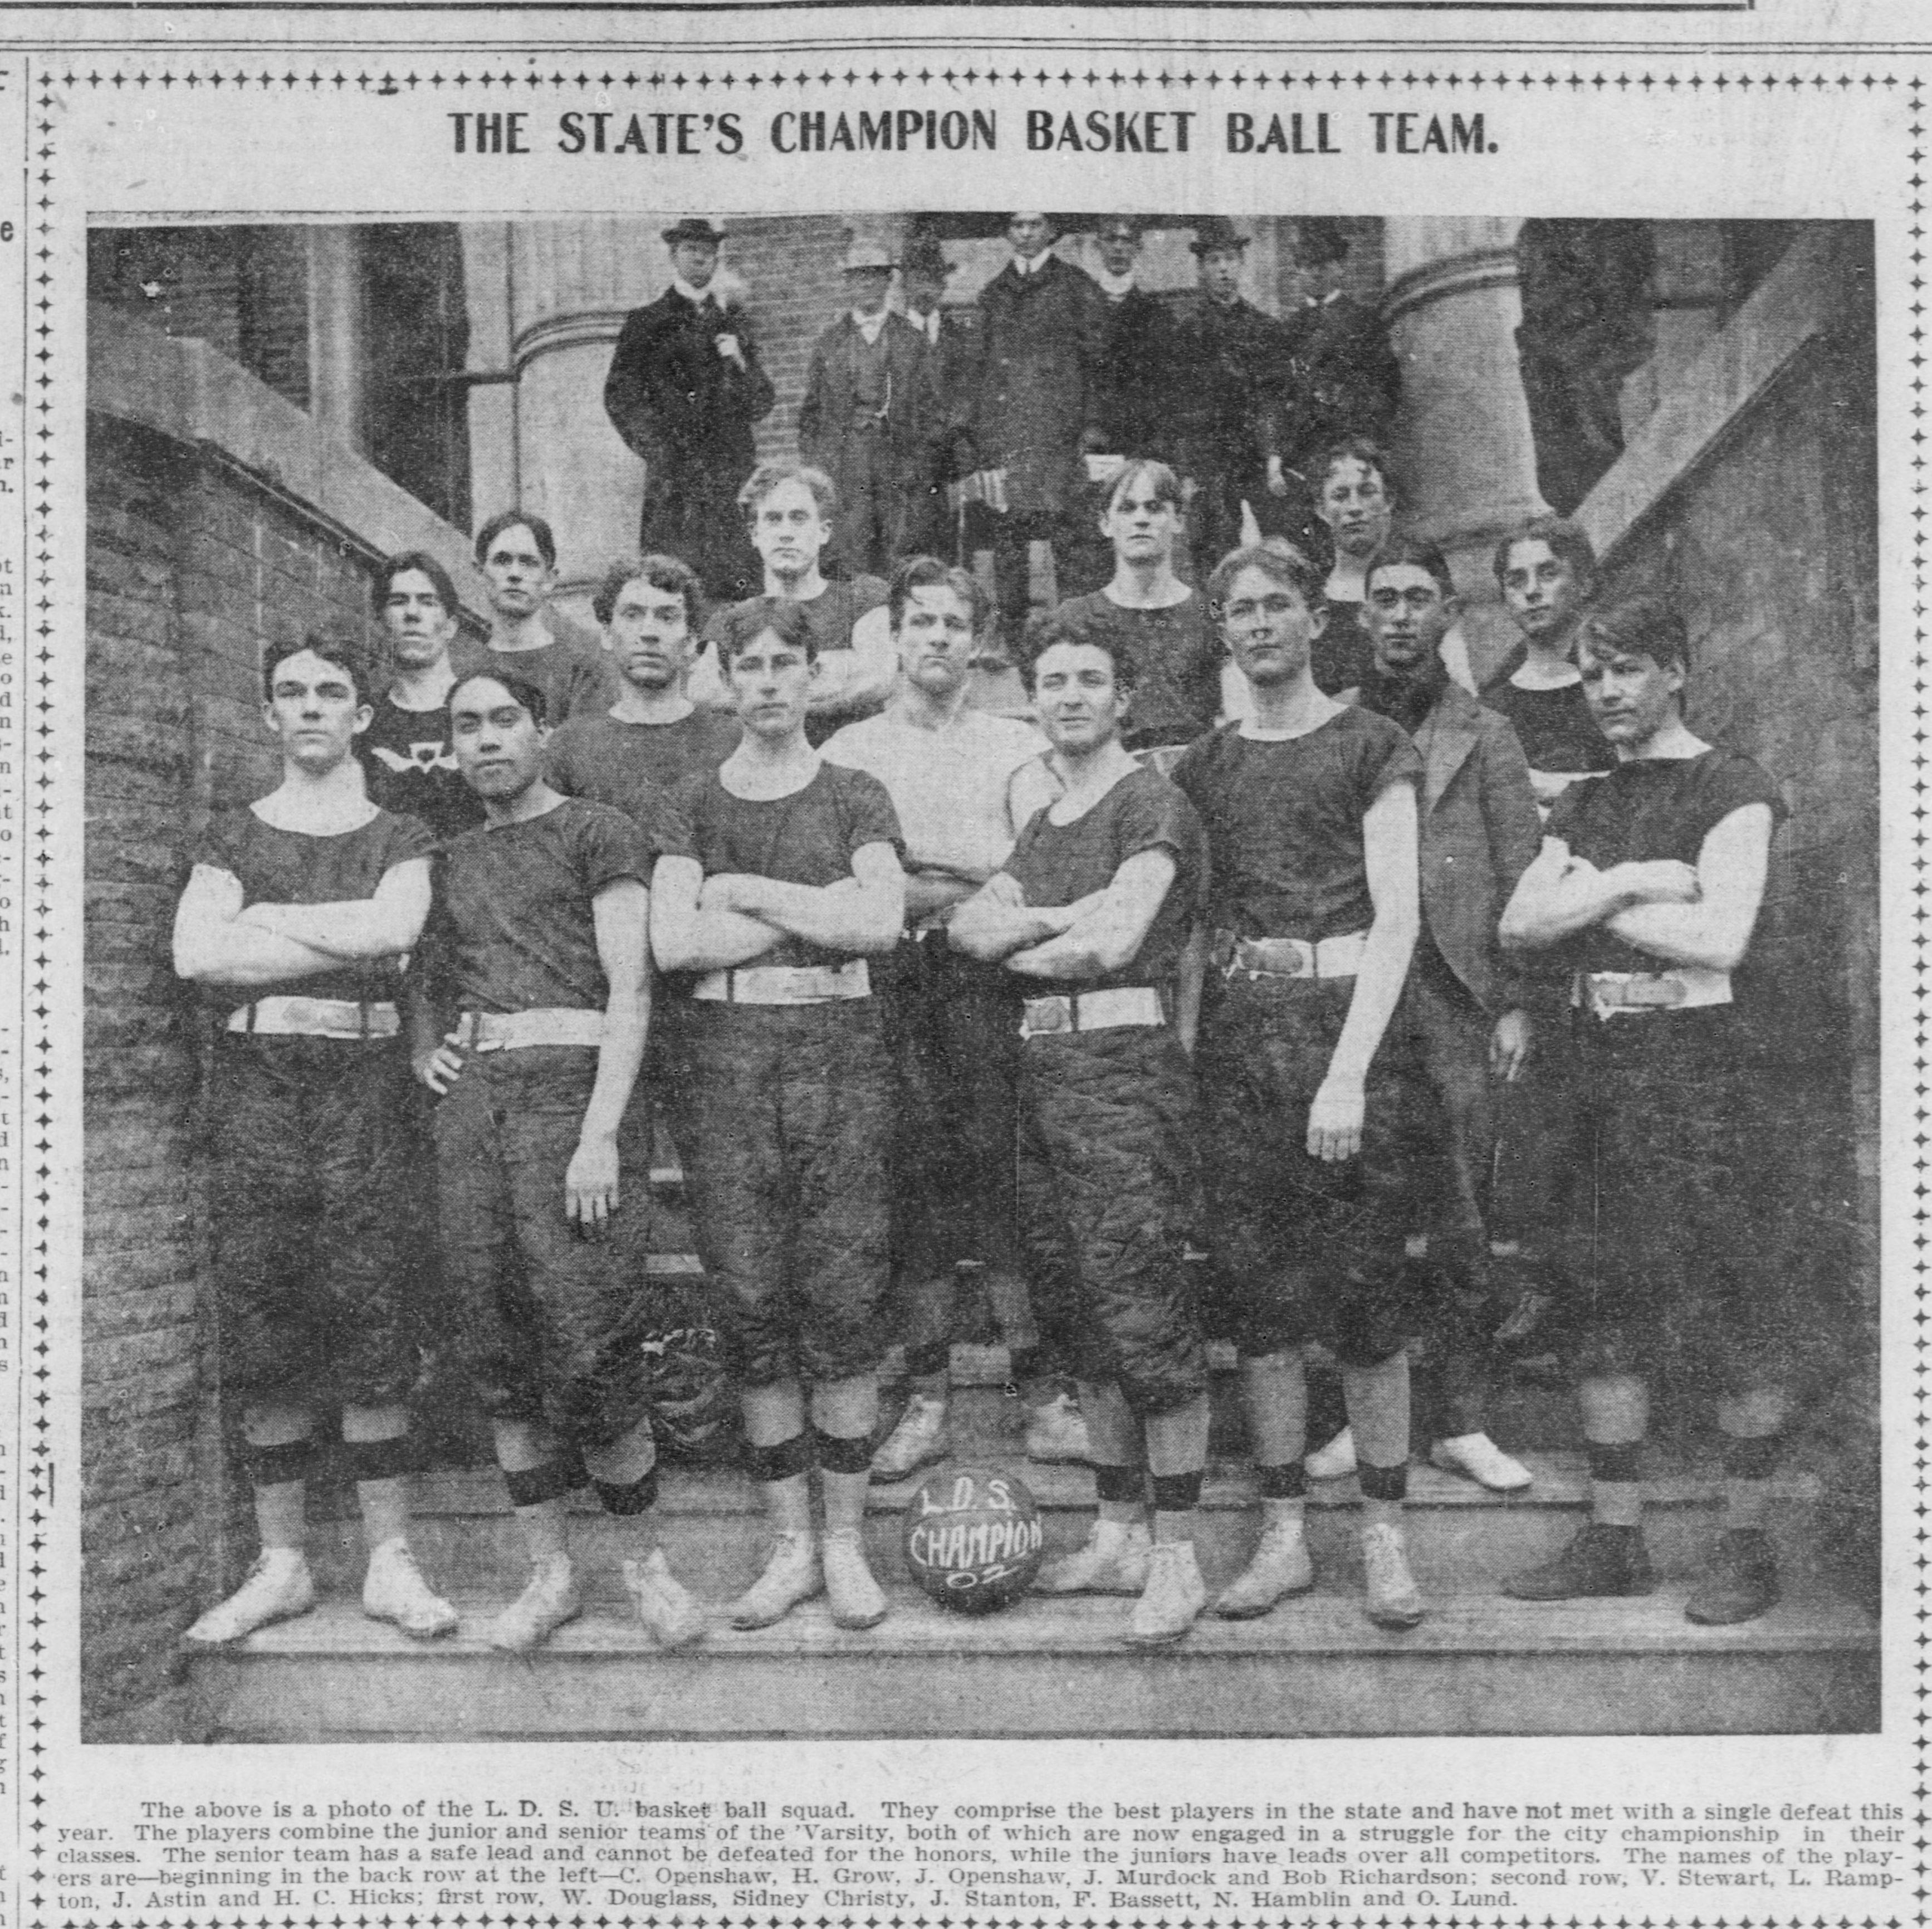 THE STATE'S CHAMPION BASKET BALL TEAM.
L. D. S.
CHAMPION
02
The above is a photo of the L. D. S. U. basket ball squad. They comprise the best players in the state and have not met with a single defeat this
year. The players combine the junior and senior teams of the 'Varsity, both of which are now engaged in a struggle for the city championship in their
classes. The senior team has a safe lead and cannot be defeated for the honors, while the juniors have leads over all competitors. The names of the play-
ers are—beginning in the back row at the left—C. Openshaw, H. Grow, J. Openshaw, J. Murdock and Bob Richardson; second row, V. Stewart, L. Ramp-
ton, J. Astin and H. C. Hicks; first row, W. Douglass, Sidney Christy, J. Stanton, F. Bassett, N. Hamblin and O. Lund.